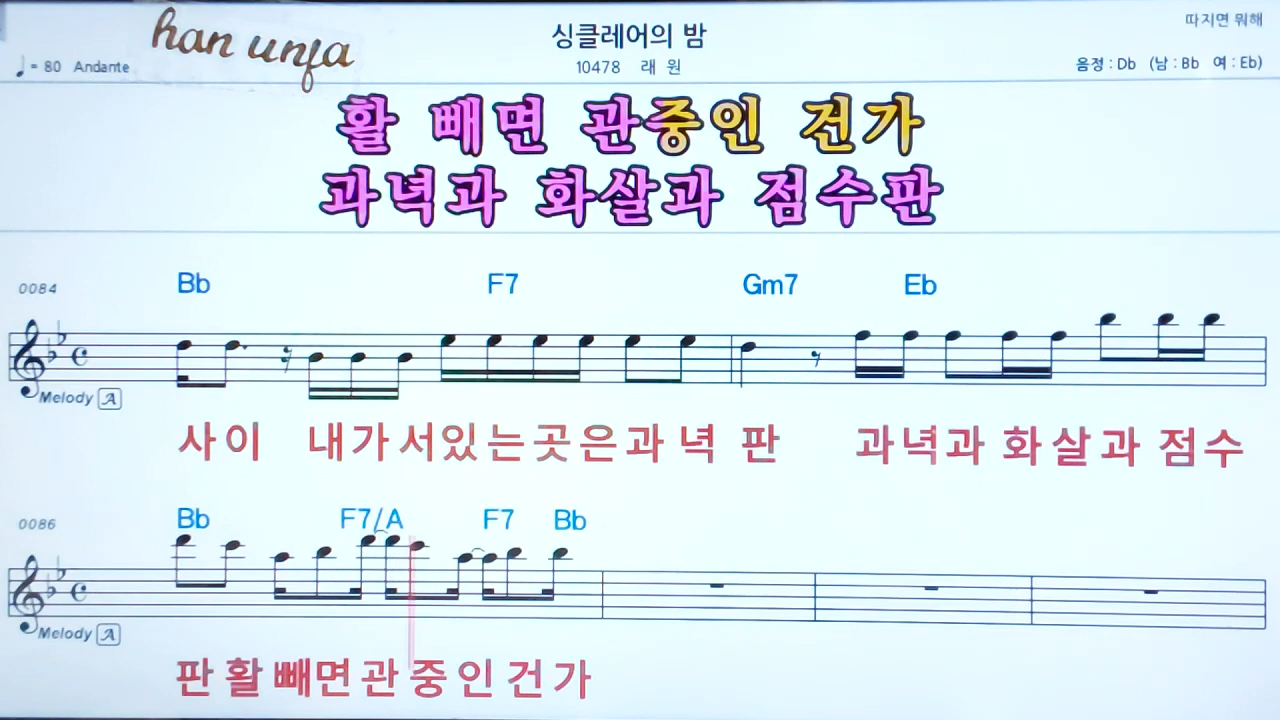 han unfa
싱클레어의 밤
따지면 뭐해
♩= 80 Andante
10478 래 원
음정 : Db (남 : Bb 여 : Eb)
활 빼면 관중인 건가
과녁과 화살과 점수판
0084 Bb F7 Gm7 Eb
Melody A
사이 내가서있는곳은과 녁 판 과녁과 화살과 점수
0086 Bb F7/A F7 Bb
Melody A
판 활 빼면 관 중 인 건 가